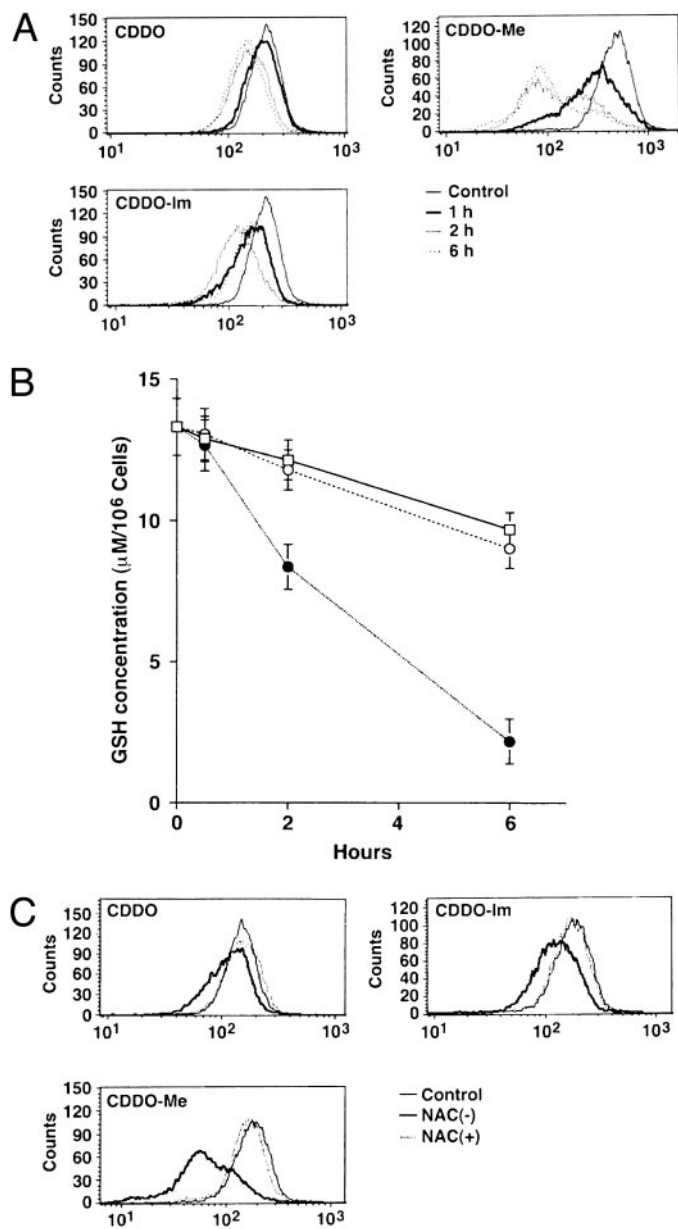 A
CDDO
Counts
150
120
90
60
30
0
10¹
10²
10³
CDDO-Me
Counts
120
100
80
60
40
20
0
10¹
10²
10³
CDDO-Im
Counts
150
120
90
60
30
0
10¹
10²
10³
Control
1 h
2 h
6 h
B
GSH concentration (μM/10⁶ Cells)
15
10
5
0
0
2
4
6
Hours
C
CDDO
Counts
150
120
90
60
30
0
10¹
10²
10³
CDDO-Im
Counts
120
100
80
60
40
20
0
10¹
10²
10³
CDDO-Me
Counts
150
120
90
60
30
0
10¹
10²
10³
Control
NAC(-)
NAC(+)